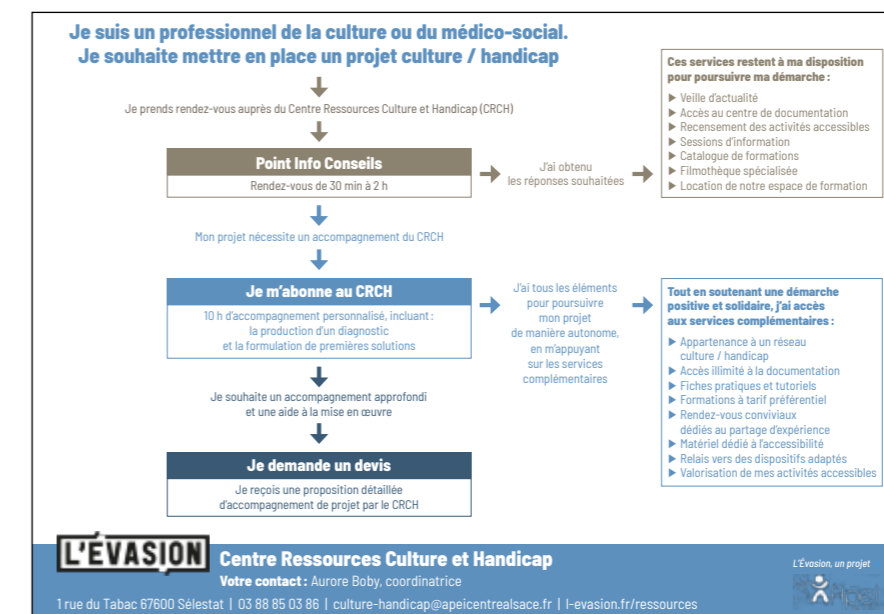 Je suis un professionnel de la culture ou du médico-social.
Je souhaite mettre en place un projet culture / handicap
Je prends rendez-vous auprès du Centre Ressources Culture et Handicap (CRCH)
Point Info Conseils
Rendez-vous de 30 min à 2 h
J'ai obtenu
les réponses souhaitées
Ces services restent à ma disposition
pour poursuivre ma démarche :
▶ Veille d'actualité
▶ Accès au centre de documentation
▶ Recensement des activités accessibles
▶ Sessions d'information
▶ Catalogue de formations
▶ Filmothèque spécialisée
▶ Location de notre espace de formation
Mon projet nécessite un accompagnement du CRCH
Je m'abonne au CRCH
10 h d'accompagnement personnalisé, incluant :
la production d'un diagnostic
et la formulation de premières solutions
J'ai tous les éléments
pour poursuivre
mon projet
de manière autonome,
en m'appuyant
sur les services
complémentaires
Tout en soutenant une démarche
positive et solidaire, j'ai accès
aux services complémentaires :
▶ Appartenance à un réseau
culture / handicap
▶ Accès illimité à la documentation
▶ Fiches pratiques et tutoriels
▶ Formations à tarif préférentiel
▶ Rendez-vous conviviaux
dédiés au partage d'expérience
▶ Matériel dédié à l'accessibilité
▶ Relais vers des dispositifs adaptés
▶ Valorisation de mes activités accessibles
Je souhaite un accompagnement approfondi
et une aide à la mise en œuvre
Je demande un devis
Je reçois une proposition détaillée
d'accompagnement de projet par le CRCH
L'ÉVASION
Centre Ressources Culture et Handicap
Votre contact : Aurore Boby, coordinatrice
1 rue du Tabac 67600 Sélestat | 03 88 85 03 86 | culture-handicap@apeicentrealsace.fr | l-evasion.fr/ressources
L'Évasion, un projet